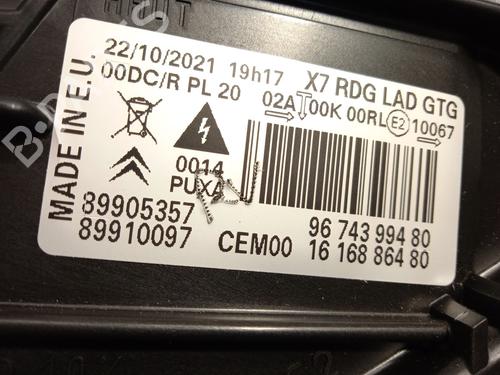 22/10/2021 19h17 X7 RDG LAD GTG
00DC/R PL 20 02A 00K 00RL E2 10067
MADE IN E.U.
0014
PUXA
89905357 96 743 994 80
89910097 CEM00 16 168 864 80